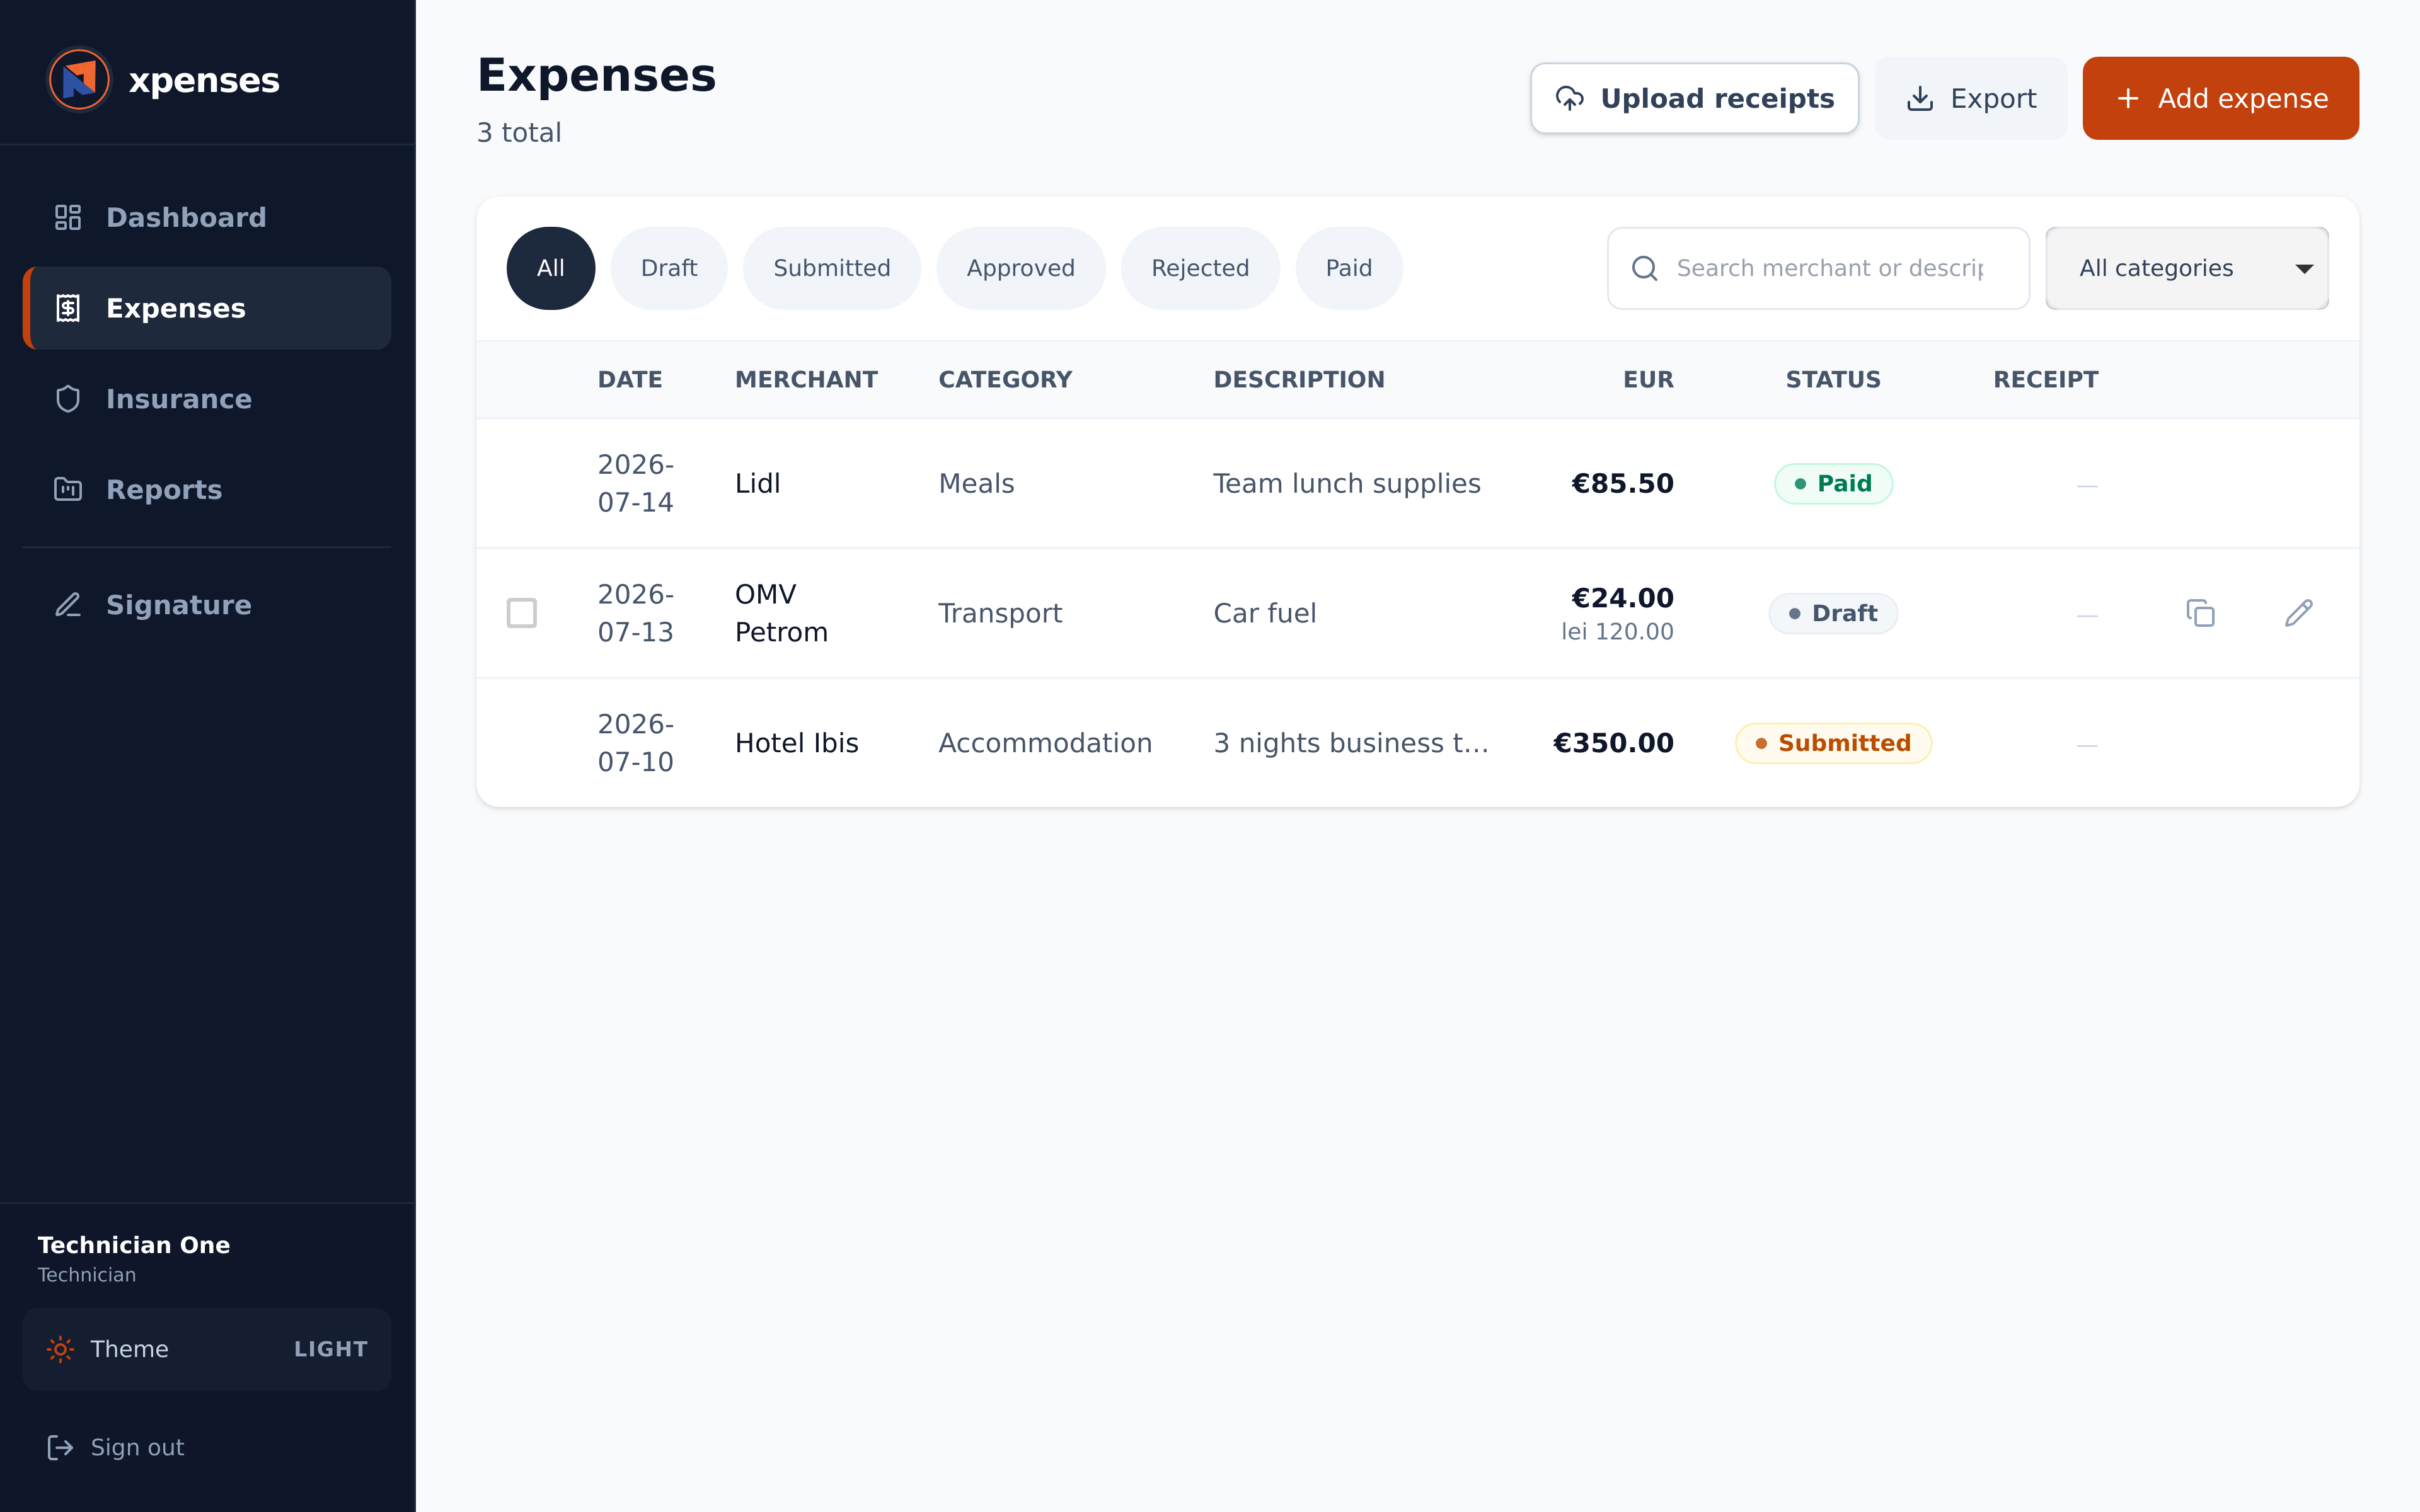 xpenses
Dashboard
Expenses
Insurance
Reports
Signature
Technician One
Technician
Theme LIGHT
Sign out
Expenses
3 total
Upload receipts
Export
Add expense
All
Draft
Submitted
Approved
Rejected
Paid
Search merchant or descrip
All categories
DATE MERCHANT CATEGORY DESCRIPTION EUR STATUS RECEIPT
2026-
07-14
Lidl
Meals
Team lunch supplies
€85.50
Paid
—
2026-
07-13
OMV
Petrom
Transport
Car fuel
€24.00
lei 120.00
Draft
—
2026-
07-10
Hotel Ibis
Accommodation
3 nights business t...
€350.00
Submitted
—